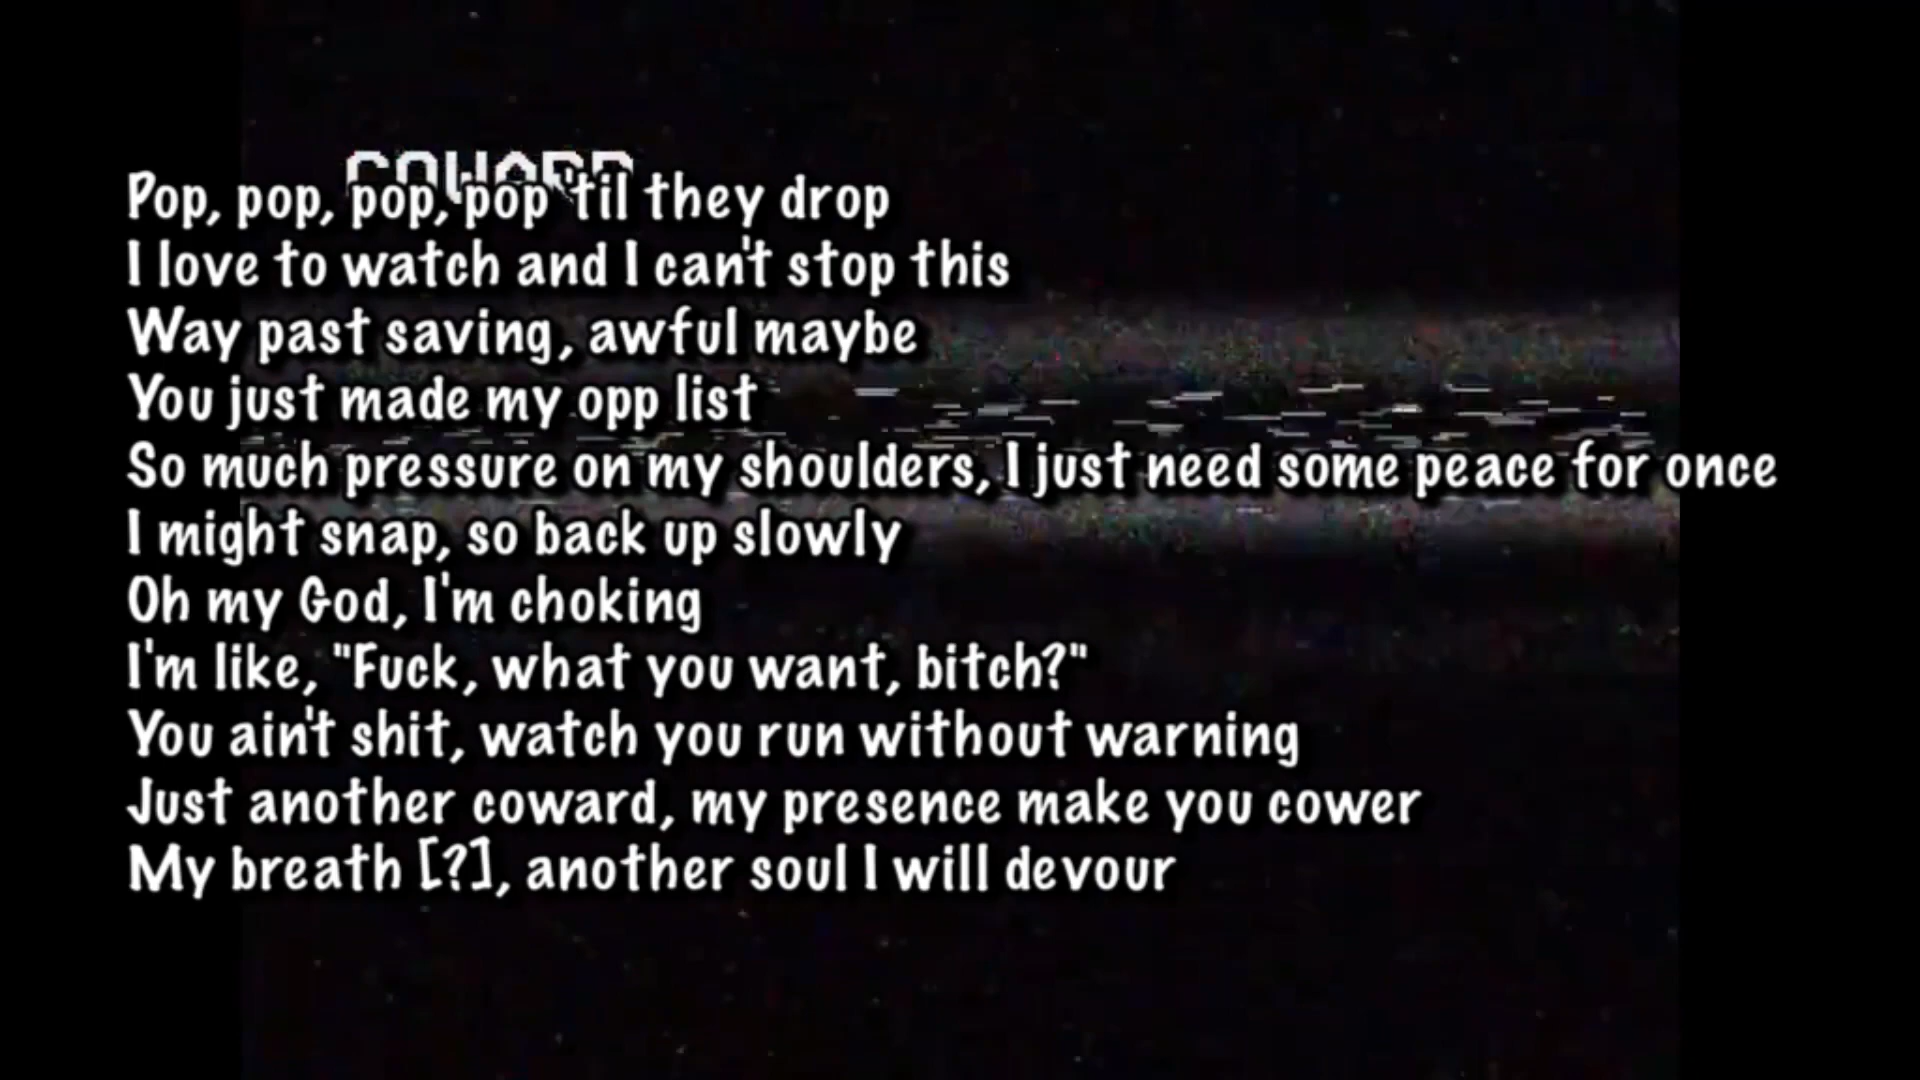 COWARD
Pop, pop, pop, pop 'til they drop
I love to watch and I can't stop this
Way past saving, awful maybe
You just made my opp list
So much pressure on my shoulders, I just need some peace for once
I might snap, so back up slowly
Oh my God, I'm choking
I'm like, "Fuck, what you want, bitch?"
You ain't shit, watch you run without warning
Just another coward, my presence make you cower
My breath [?], another soul I will devour